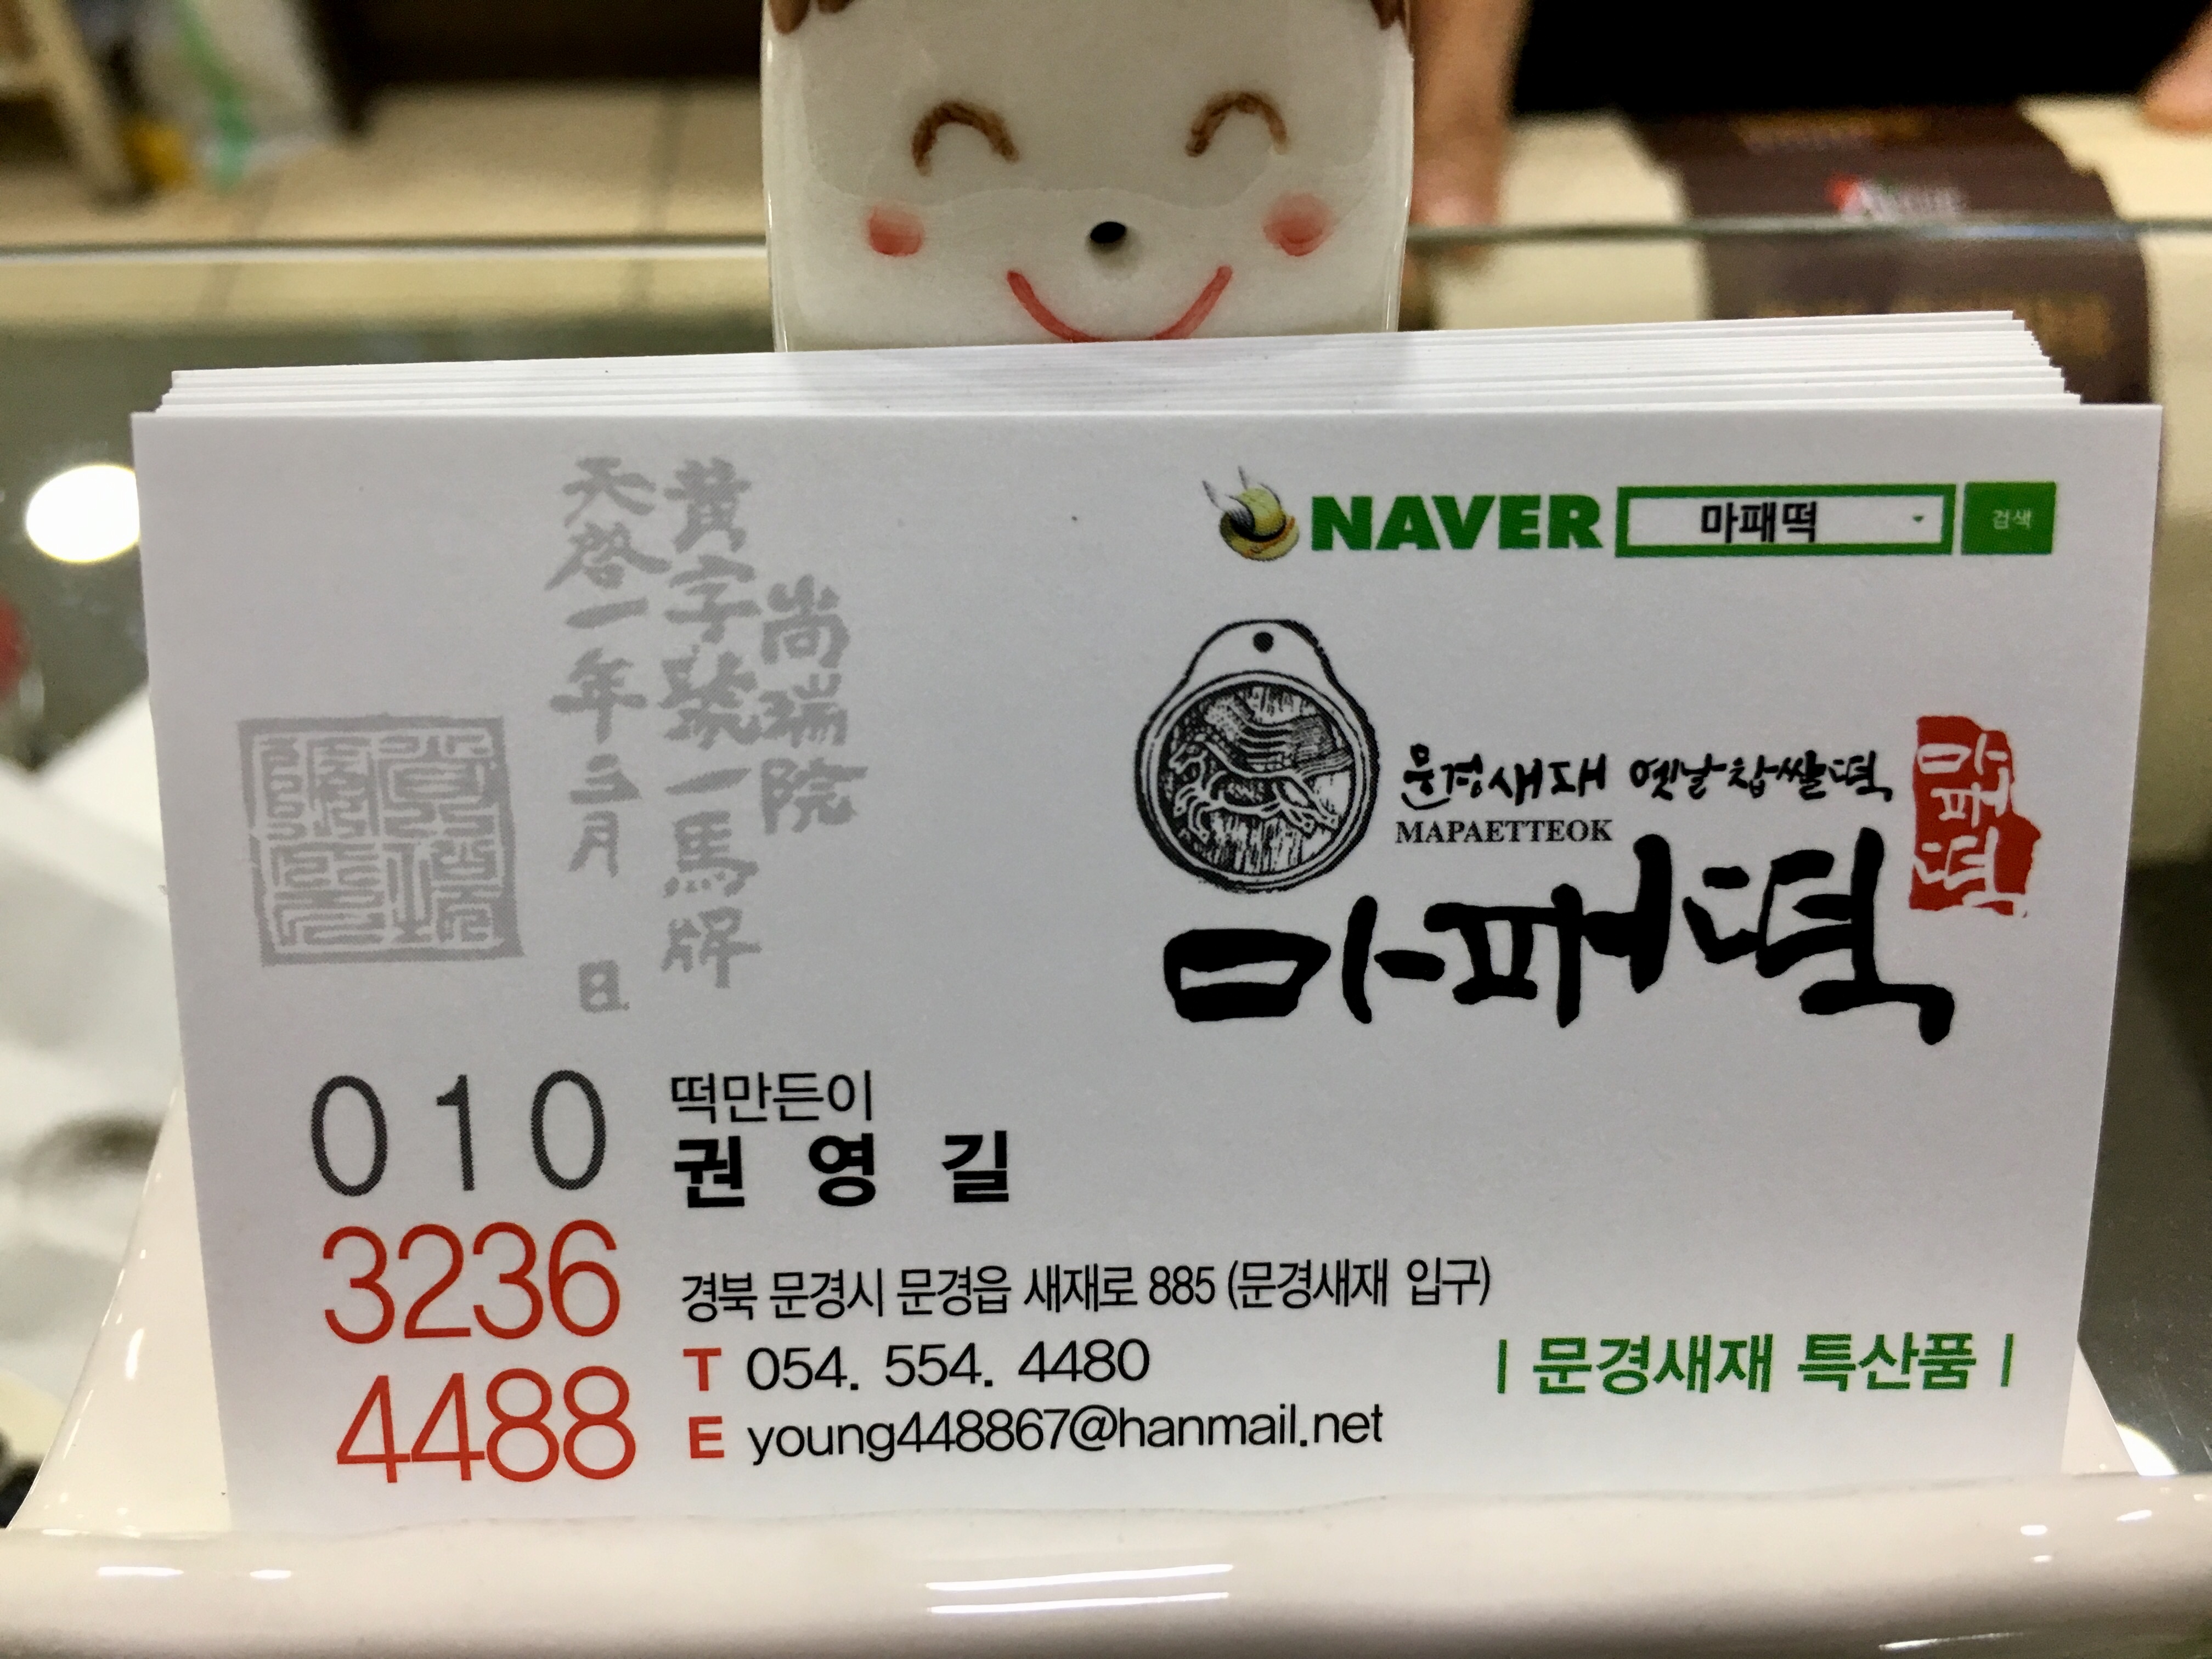 NAVER 마패떡 검색
尚瑞院
黃字號一馬牌
天啓一年三月 日
문경새재 옛날찹쌀떡
마패떡
MAPAETTEOK
마패떡
010
3236
4488
떡만든이
권 영 길
경북 문경시 문경읍 새재로 885 (문경새재 입구)
T 054. 554. 4480
E young448867@hanmail.net
| 문경새재 특산품 |